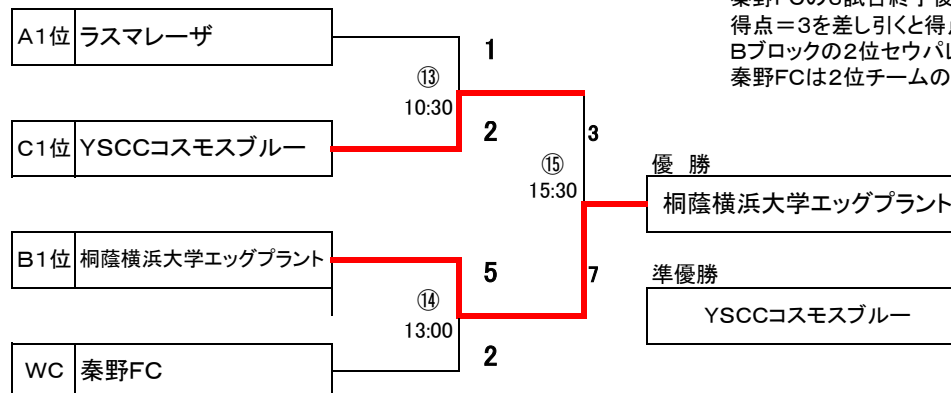 秦野FCの3試合終了後
得点=3を差し引くと得
Bブロックの2位セウパ
秦野FCは2位チームの
A1位 ラスマレーザ
1
⑬
10:30
2
C1位 YSCCコスモスブルー
3
⑮
15:30
優 勝
桐蔭横浜大学エッグプラント
B1位 桐蔭横浜大学エッグプラント
5
7
準優勝
⑭
13:00
YSCCコスモスブルー
2
WC 秦野FC